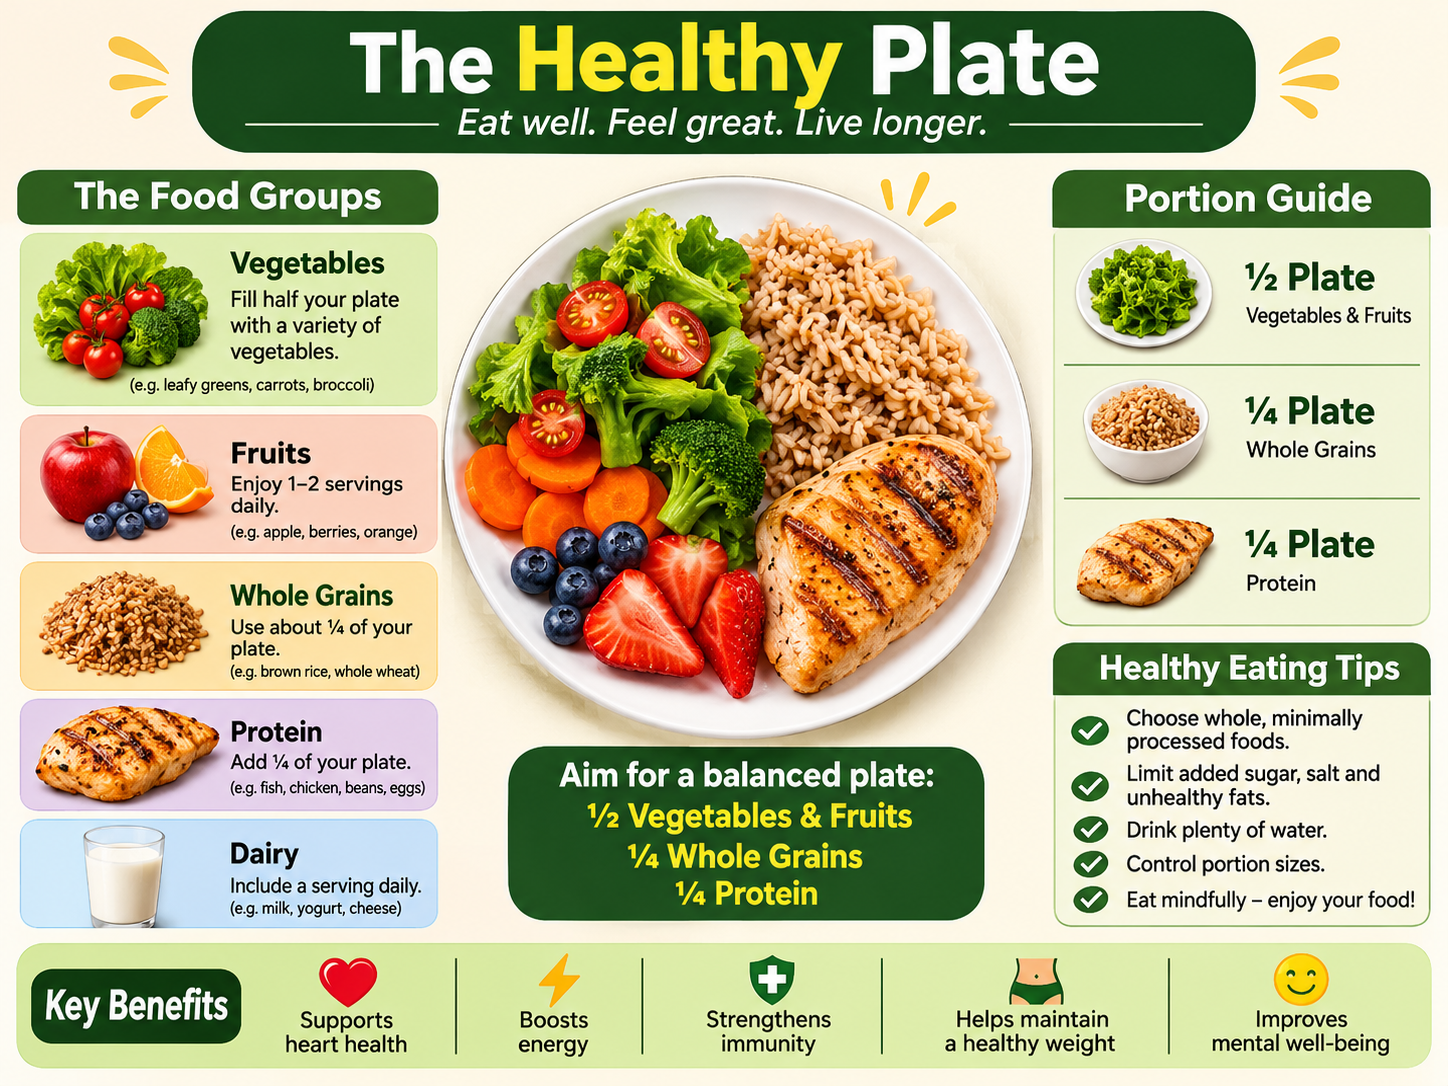 The Healthy Plate
Eat well. Feel great. Live longer.
The Food Groups
Vegetables
Fill half your plate
with a variety of
vegetables.
(e.g. leafy greens, carrots, broccoli)
Fruits
Enjoy 1–2 servings
daily.
(e.g. apple, berries, orange)
Whole Grains
Use about ¼ of your
plate.
(e.g. brown rice, whole wheat)
Protein
Add ¼ of your plate.
(e.g. fish, chicken, beans, eggs)
Dairy
Include a serving daily.
(e.g. milk, yogurt, cheese)
Aim for a balanced plate:
½ Vegetables & Fruits
¼ Whole Grains
¼ Protein
Portion Guide
½ Plate
Vegetables & Fruits
¼ Plate
Whole Grains
¼ Plate
Protein
Healthy Eating Tips
Choose whole, minimally
processed foods.
Limit added sugar, salt and
unhealthy fats.
Drink plenty of water.
Control portion sizes.
Eat mindfully – enjoy your food!
Key Benefits
Supports
heart health
Boosts
energy
Strengthens
immunity
Helps maintain
a healthy weight
Improves
mental well-being